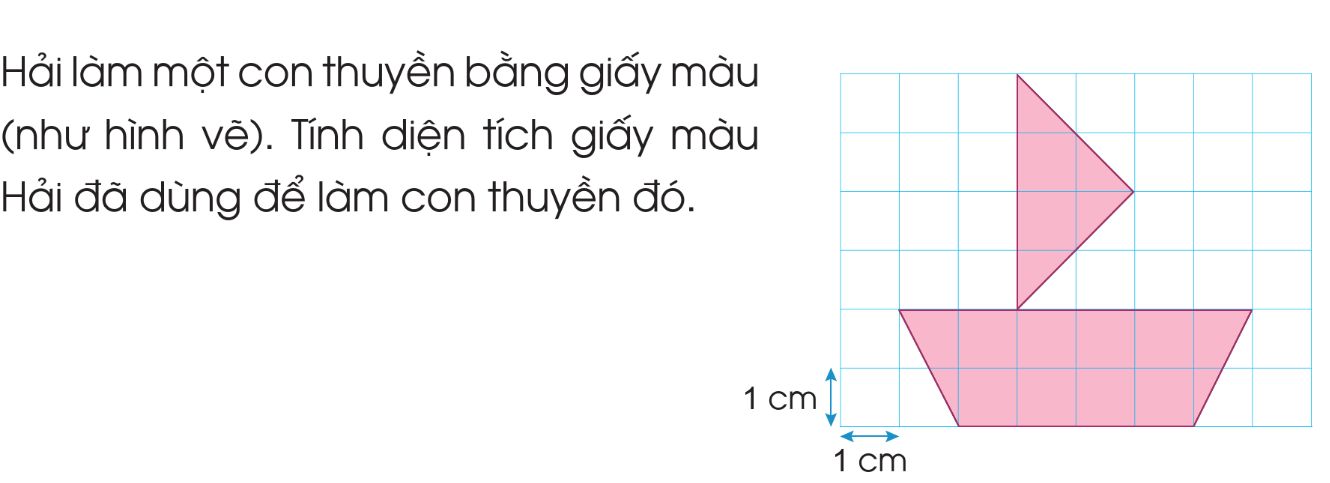 Hải làm một con thuyền bằng giấy màu
(như hình vẽ). Tính diện tích giấy màu
Hải đã dùng để làm con thuyền đó.
1 cm
1 cm